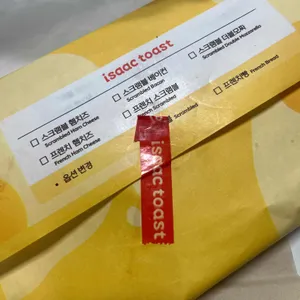 isaac toast
□ 스크램블 햄치즈
Scrambled Ham Cheese
□ 스크램블 베이컨
Scrambled Bacon
□ 스크램블 더블모짜
Scrambled Double Mozzarella
□ 프렌치 햄치즈
French Ham Cheese
□ 프렌치 스크램블
French Scrambled
□ 프렌치빵 French Bread
• 옵션 변경
isaac toast